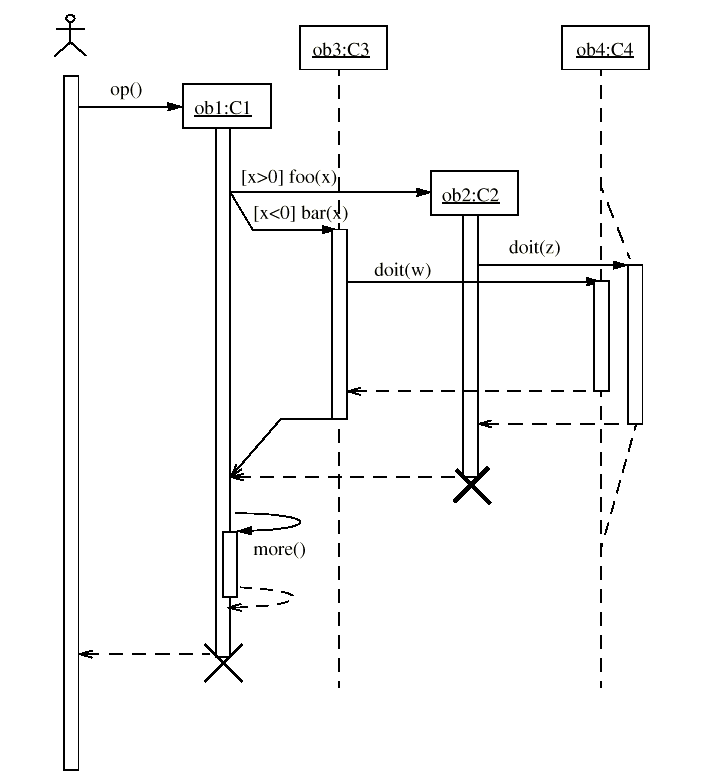 ob3:C3
ob4:C4
op()
ob1:C1
[x>0] foo(x)
ob2:C2
[x<0] bar(x)
doit(z)
doit(w)
more()